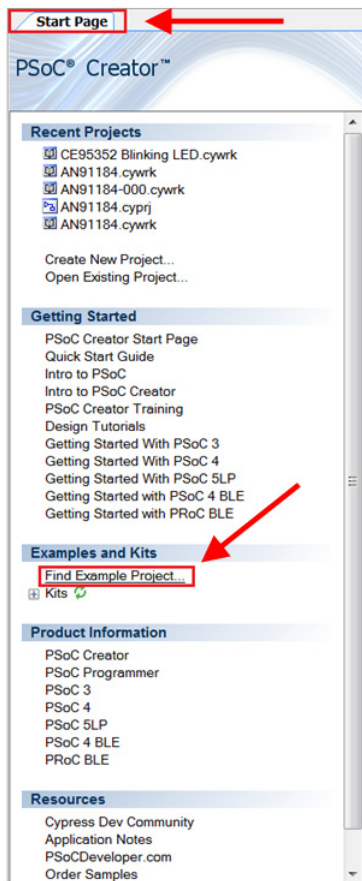 Start Page
PSoC® Creator™
Recent Projects
CE95352 Blinking LED.cywrk
AN91184.cywrk
AN91184-000.cywrk
AN91184.cyprj
AN91184.cywrk
Create New Project...
Open Existing Project...
Getting Started
PSoC Creator Start Page
Quick Start Guide
Intro to PSoC
Intro to PSoC Creator
PSoC Creator Training
Design Tutorials
Getting Started With PSoC 3
Getting Started With PSoC 4
Getting Started With PSoC 5LP
Getting Started with PSoC 4 BLE
Getting Started with PRoC BLE
Examples and Kits
Find Example Project...
Kits
Product Information
PSoC Creator
PSoC Programmer
PSoC 3
PSoC 4
PSoC 5LP
PSoC 4 BLE
PRoC BLE
Resources
Cypress Dev Community
Application Notes
PSoCDeveloper.com
Order Samples